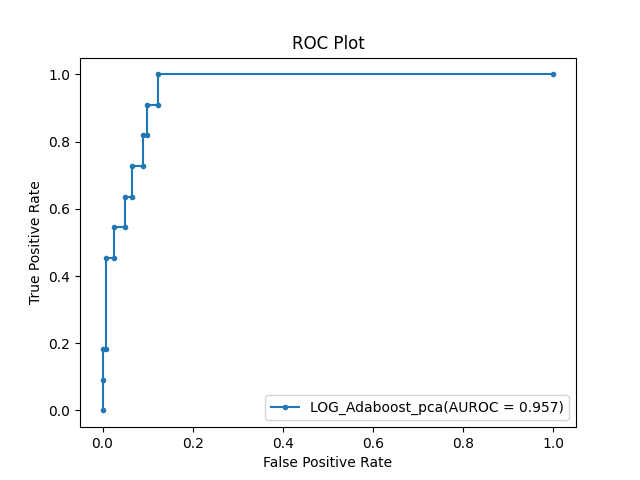 ROC Plot
True Positive Rate
1.0
0.8
0.6
0.4
0.2
0.0
LOG_Adaboost_pca(AUROC = 0.957)
0.0 0.2 0.4 0.6 0.8 1.0
False Positive Rate